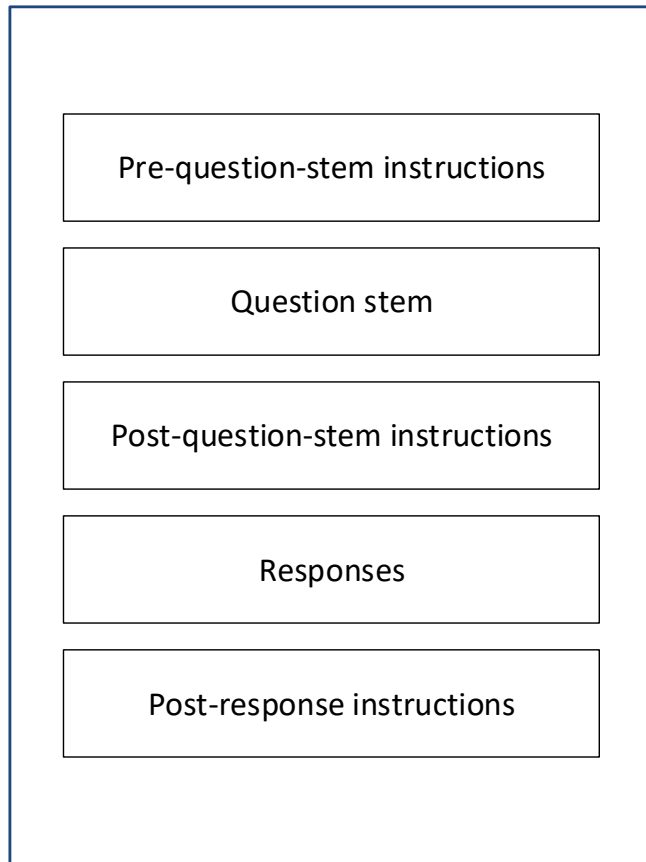 Pre-question-stem instructions
Question stem
Post-question-stem instructions
Responses
Post-response instructions